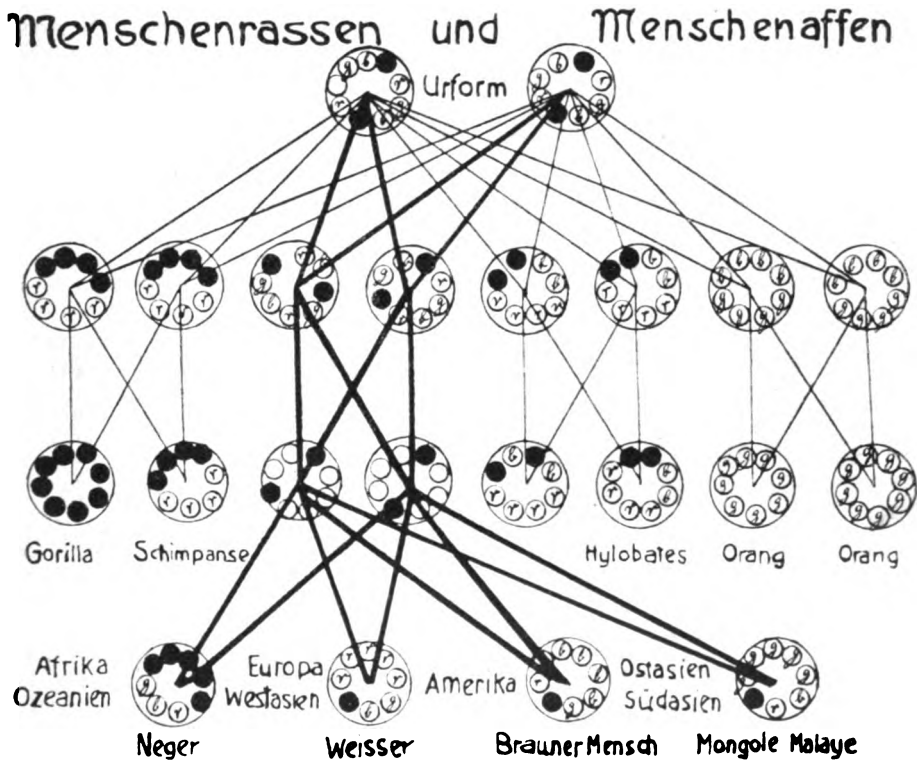 Menschenrassen und Menschenaffen
Urform
Gorilla Schimpanse Hylobates Orang Orang
Afrika Ozeanien Europa Westasien Amerika Ostasien Südasien
Neger Weisser Brauner Mensch Mongole Malaye